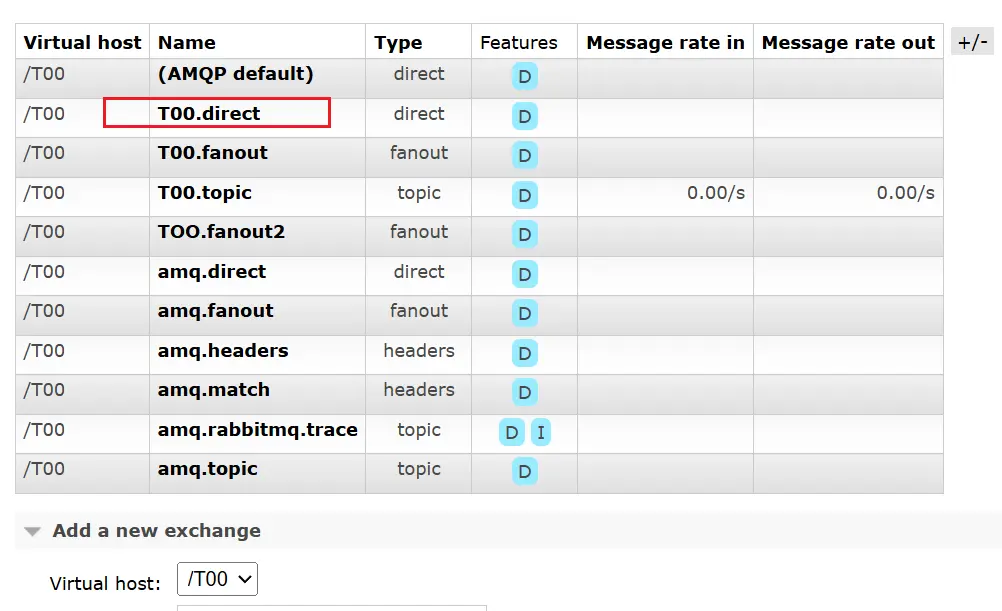 Virtual host Name Type Features Message rate in Message rate out +/-
/T00 (AMQP default) direct D
/T00 T00.direct direct D
/T00 T00.fanout fanout D
/T00 T00.topic topic D 0.00/s 0.00/s
/T00 TOO.fanout2 fanout D
/T00 amq.direct direct D
/T00 amq.fanout fanout D
/T00 amq.headers headers D
/T00 amq.match headers D
/T00 amq.rabbitmq.trace topic D I
/T00 amq.topic topic D
Add a new exchange
Virtual host: /T00